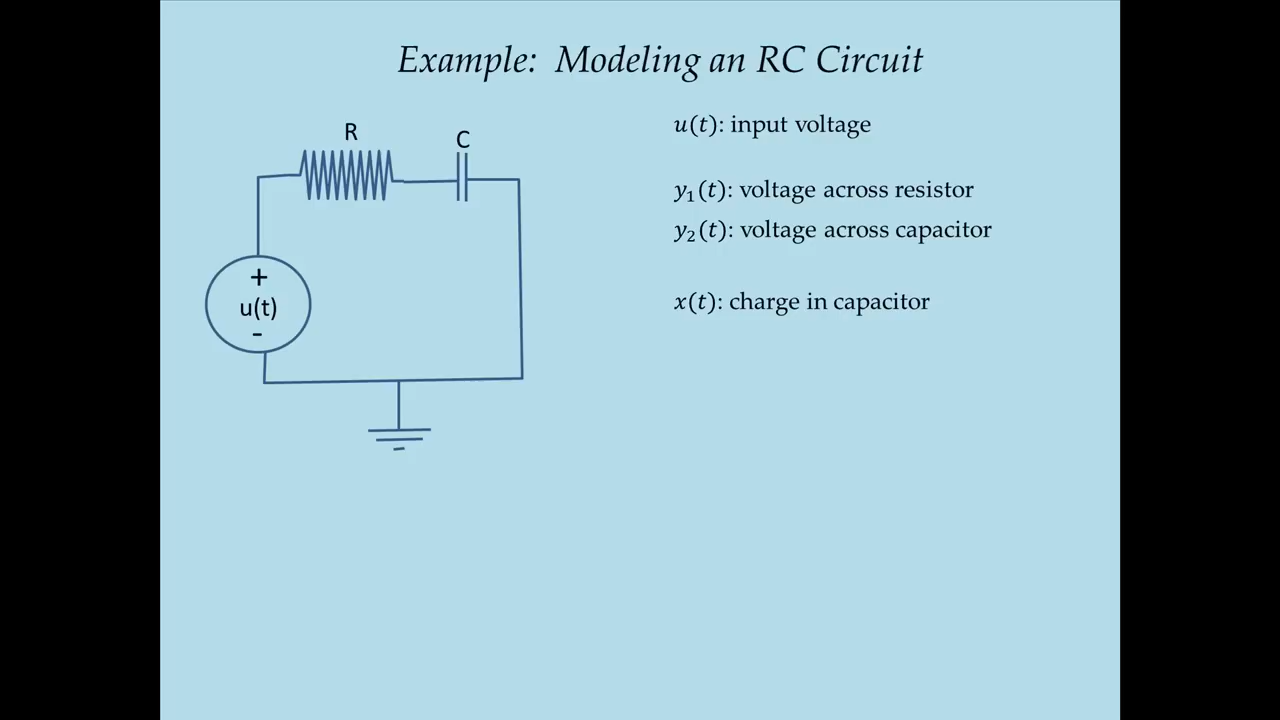 Example: Modeling an RC Circuit
R
C
+
u(t)
-
u(t): input voltage
y₁(t): voltage across resistor
y₂(t): voltage across capacitor
x(t): charge in capacitor